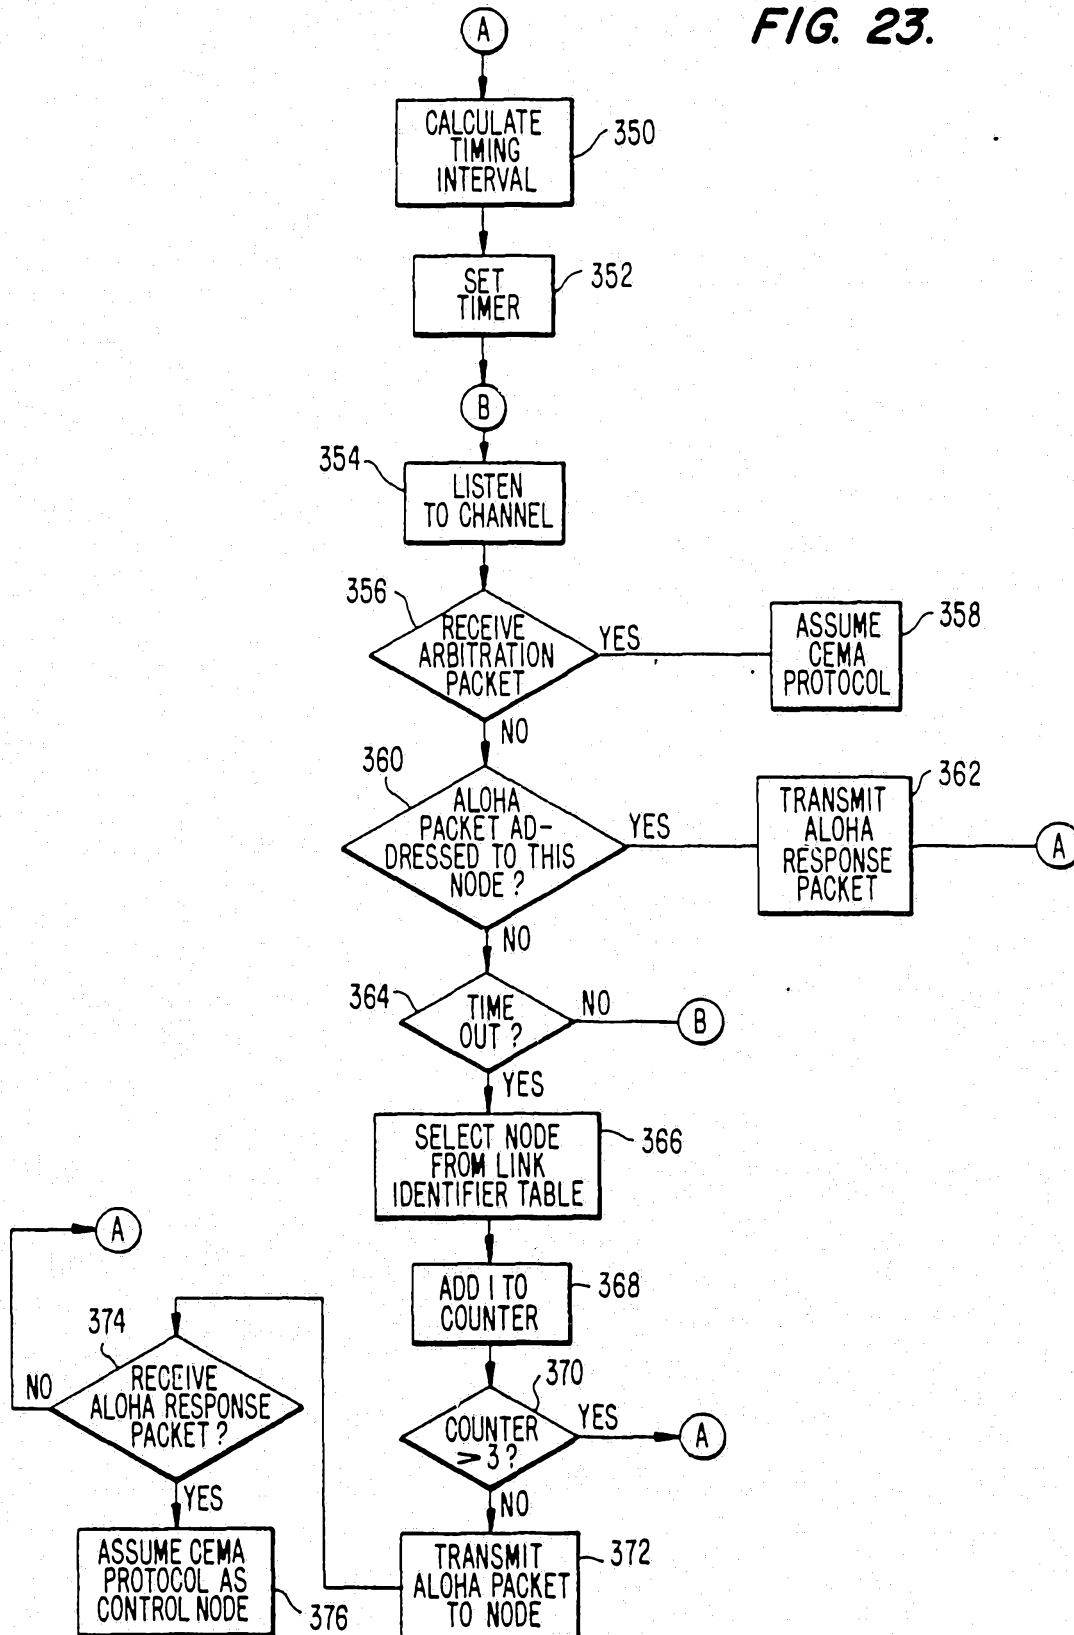 FIG. 23.
A
CALCULATE
TIMING
INTERVAL
350
SET
TIMER
352
B
354
LISTEN
TO CHANNEL
356
RECEIVE
ARBITRATION
PACKET
YES
ASSUME
CEMA
PROTOCOL
358
NO
360
ALOHA
PACKET AD-
DRESSED TO THIS
NODE ?
YES
TRANSMIT
ALOHA
RESPONSE
PACKET
362
A
NO
364
TIME
OUT ?
NO
B
YES
SELECT NODE
FROM LINK
IDENTIFIER TABLE
366
A
ADD 1 TO
COUNTER
368
374
RECEIVE
ALOHA RESPONSE
PACKET ?
NO
370
COUNTER
> 3 ?
YES
A
YES
NO
ASSUME CEMA
PROTOCOL AS
CONTROL NODE
376
TRANSMIT
ALOHA PACKET
TO NODE
372